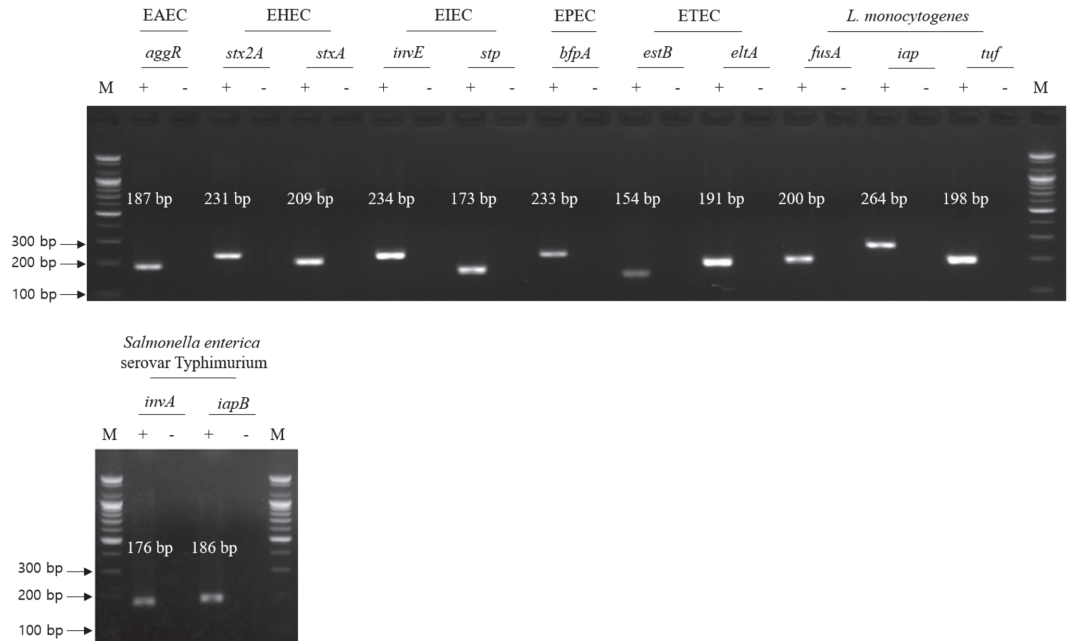 EAEC EHEC EIEC EPEC ETEC L. monocytogenes
aggR stx2A stxA invE stp bfpA estB eltA fusA iap tuf
M + - + - + - + - + - + - + - + - + - + - + - M
187 bp 231 bp 209 bp 234 bp 173 bp 233 bp 154 bp 191 bp 200 bp 264 bp 198 bp
300 bp
200 bp
100 bp
Salmonella enterica
serovar Typhimurium
invA iapB
M + - + - M
176 bp 186 bp
300 bp
200 bp
100 bp